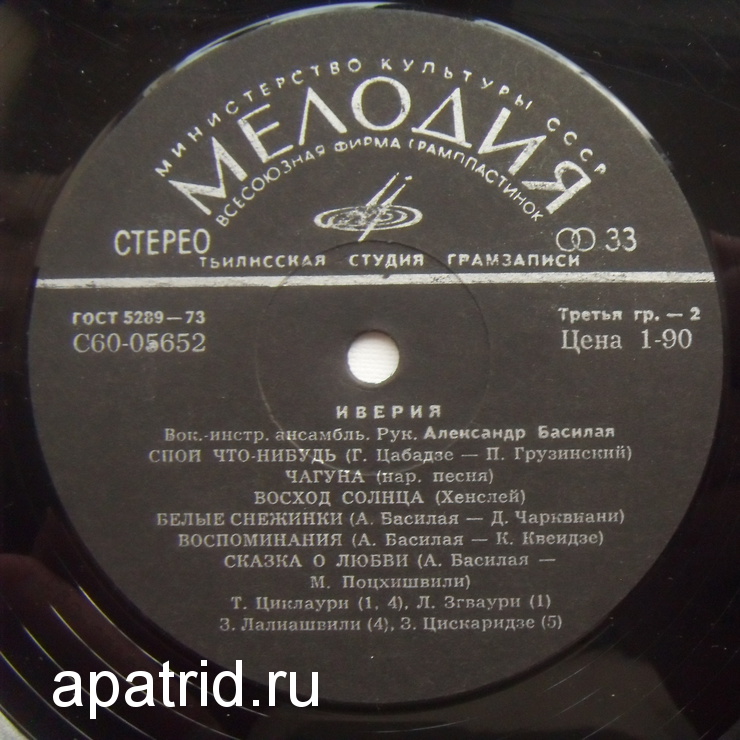 МИНИСТЕРСТВО КУЛЬТУРЫ СССР
МЕЛОДИЯ
ВСЕСОЮЗНАЯ ФИРМА ГРАМПЛАСТИНОК
СТЕРЕО 33
ТБИЛИССКАЯ СТУДИЯ ГРАМЗАПИСИ
ГОСТ 5289—73 Третья гр. — 2
С60-05652 Цена 1-90
ИВЕРИЯ
Вок.-инстр. ансамбль. Рук. Александр Басилая
СПОЙ ЧТО-НИБУДЬ (Г. Цабадзе — П. Грузинский)
ЧАГУНА (нар. песня)
ВОСХОД СОЛНЦА (Хенслей)
БЕЛЫЕ СНЕЖИНКИ (А. Басилая — Д. Чарквиани)
ВОСПОМИНАНИЯ (А. Басилая — К. Квеидзе)
СКАЗКА О ЛЮБВИ (А. Басилая —
М. Поцхишвили)
Т. Циклаури (1, 4), Л. Згваури (1)
З. Лалиашвили (4), З. Цискаридзе (5)
apatrid.ru